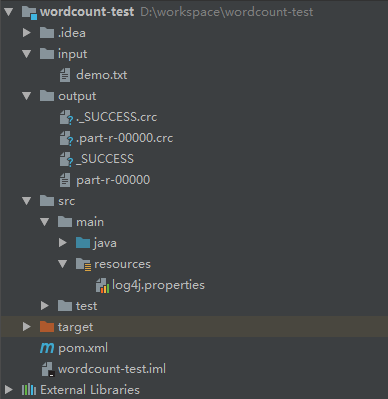 wordcount-test D:\workspace\wordcount-test
.idea
input
demo.txt
output
._SUCCESS.crc
.part-r-00000.crc
_SUCCESS
part-r-00000
src
main
java
resources
log4j.properties
test
target
m pom.xml
wordcount-test.iml
External Libraries